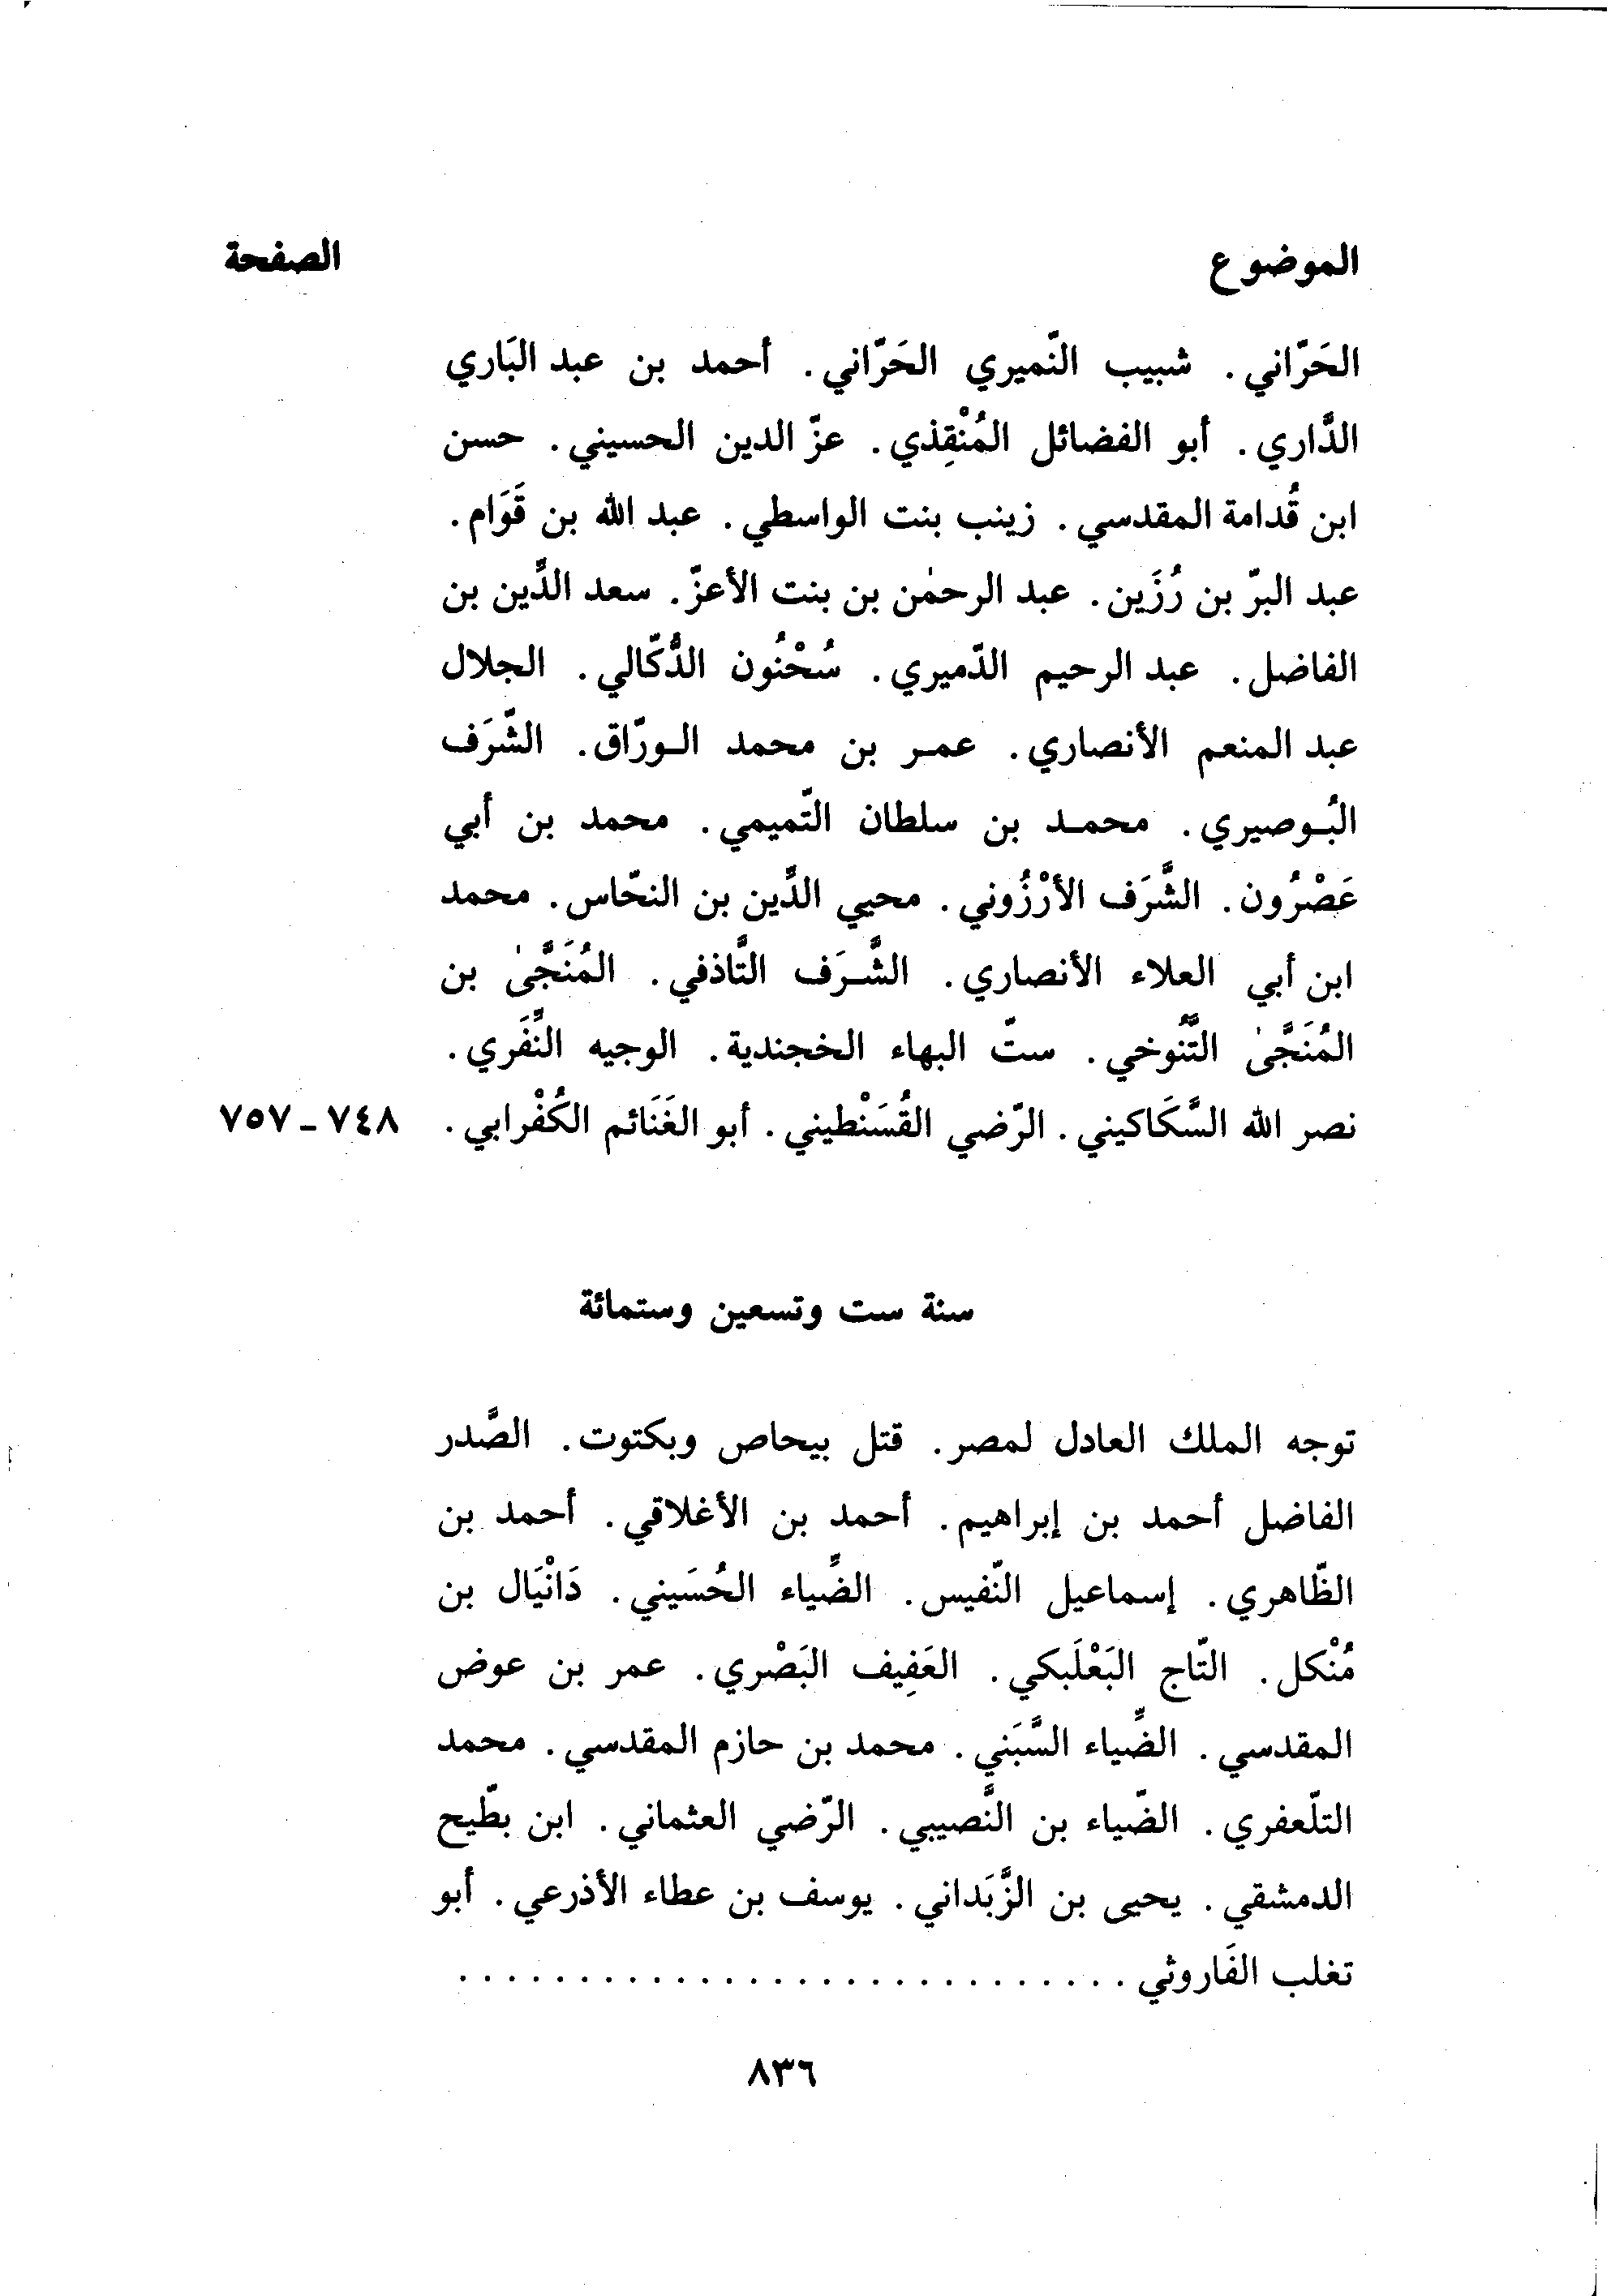 الموضوع الصفحة
الحَرّاني. شبيب النّميري الحَرّاني. أحمد بن عبد البَاري
الدَّاري. أبو الفضائل المُنْقِذي. عزّ الدين الحسيني. حسن
ابن قُدامة المقدسي. زينب بنت الواسطي. عبد الله بن قَوَام.
عبد البرّ بن رُزَين. عبد الرحمٰن بن بنت الأعزّ. سعد الدِّين بن
الفاضل. عبد الرحيم الدّميري. سُحْنُون الدُّكّالي. الجلال
عبد المنعم الأنصاري. عمر بن محمد الورّاق. الشّرَف
البُوصيري. محمد بن سلطان التّميمي. محمد بن أبي
عَصْرُون. الشَّرَف الأرْزُوني. محيي الدِّين بن النحّاس. محمد
ابن أبي العلاء الأنصاري. الشَّرَف التَّاذفي. المُنَجَّىٰ بن
المُنَجَّىٰ التَّنُوخي. ستّ البهاء الخجندية. الوجيه النِّفَري.
نصر الله السَّكَاكيني. الرّضي القُسَنْطيني. أبو الغَنَائم الكُفْرابي. ٧٤٨ - ٧٥٧
سنة ست وتسعين وستمائة
توجه الملك العادل لمصر. قتل بيحاص وبكتوت. الصَّدر
الفاضل أحمد بن إبراهيم. أحمد بن الأغلاقي. أحمد بن
الظّاهري. إسماعيل النّفيس. الضِّياء الحُسَيني. دَانْيَال بن
مُنْكل. التّاج البَعْلَبكي. العَفِيف البَصْري. عمر بن عوض
المقدسي. الضِّياء السَّبَني. محمد بن حازم المقدسي. محمد
التلّعفري. الضّياء بن النَّصيبي. الرّضي العثماني. ابن بطّيح
الدمشقي. يحيى بن الزَّبَداني. يوسف بن عطاء الأذرعي. أبو
تغلب الفَاروثي . . . . . . . . . . . . . . . . . . . . . . . . . . . .
٨٣٦